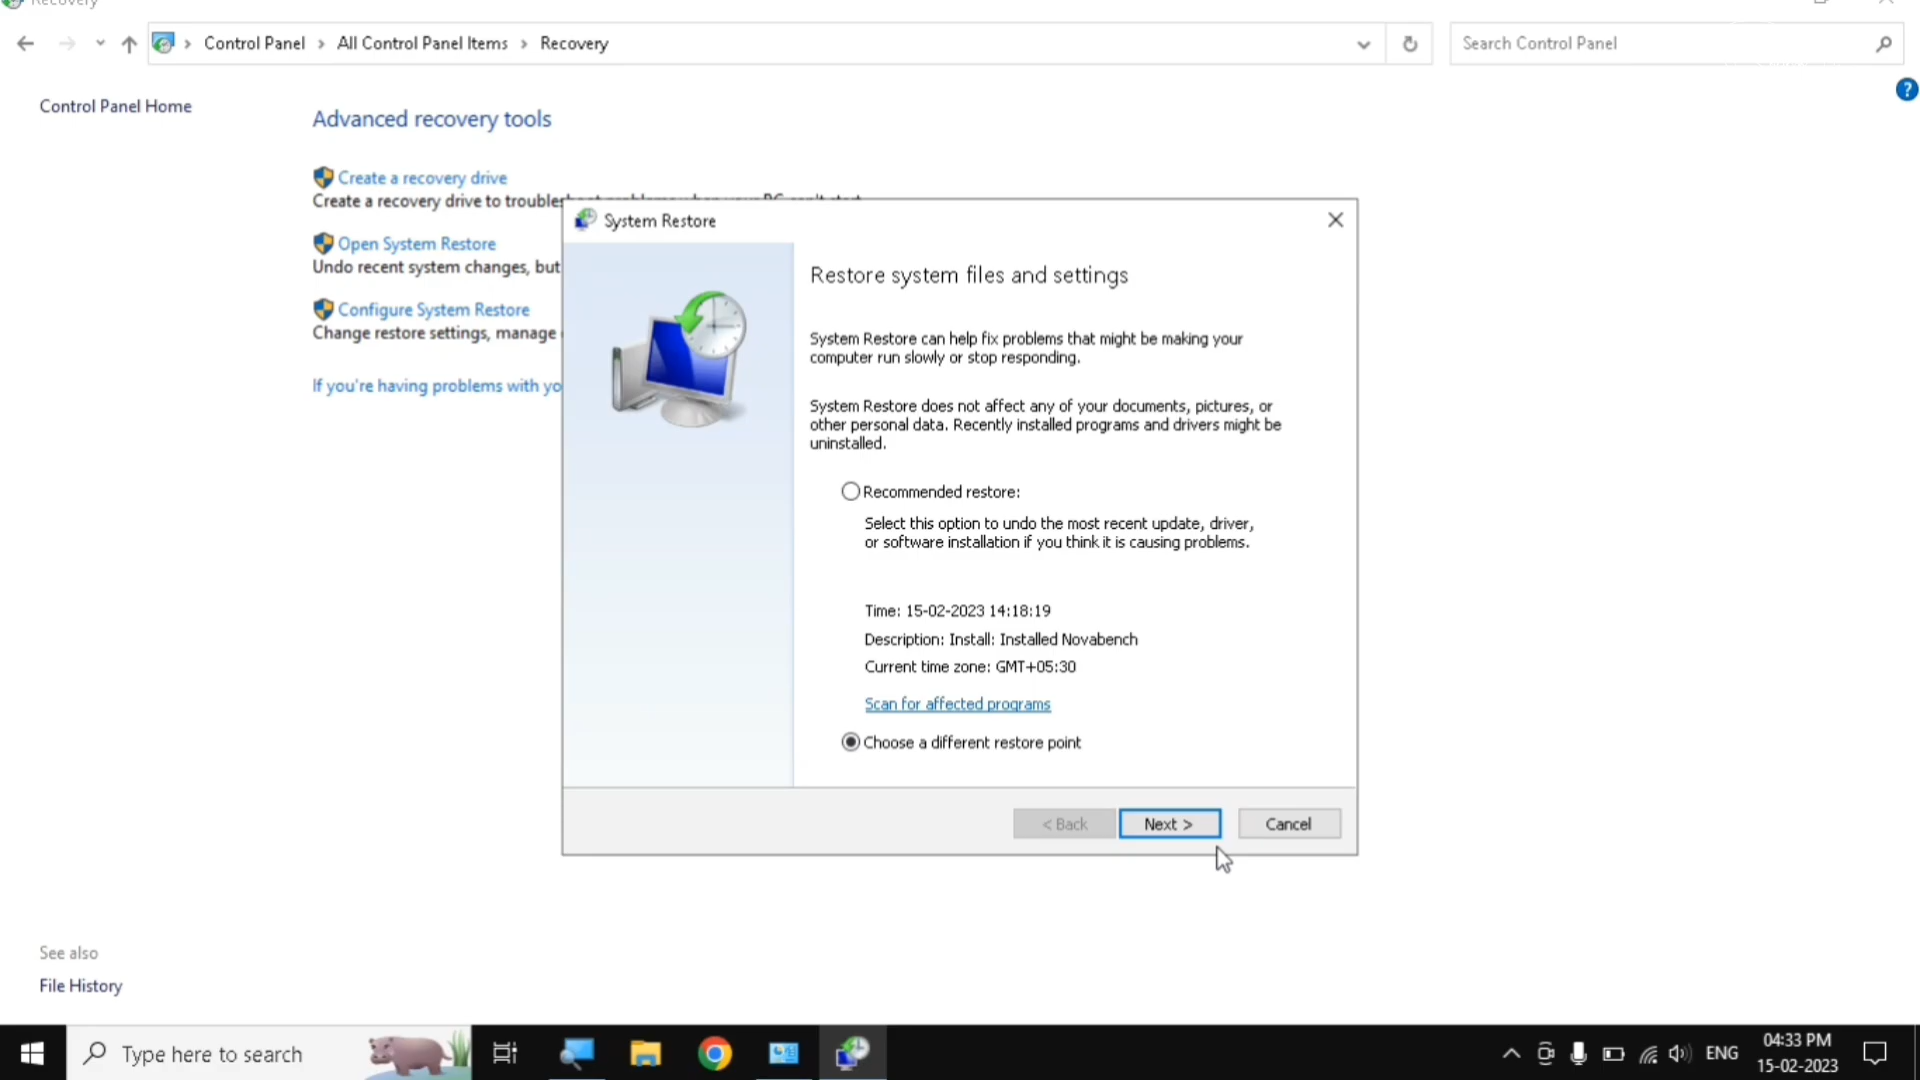 Recovery
Control Panel > All Control Panel Items > Recovery
Search Control Panel
?
Control Panel Home
Advanced recovery tools
Create a recovery drive
Create a recovery drive to troubleshoot problems when your PC can't start.
Open System Restore
Undo recent system changes, but
Configure System Restore
Change restore settings, manage
If you're having problems with yo
System Restore
Restore system files and settings
System Restore can help fix problems that might be making your
computer run slowly or stop responding.
System Restore does not affect any of your documents, pictures, or
other personal data. Recently installed programs and drivers might be
uninstalled.
Recommended restore:
Select this option to undo the most recent update, driver,
or software installation if you think it is causing problems.
Time: 15-02-2023 14:18:19
Description: Install: Installed Novabench
Current time zone: GMT+05:30
Scan for affected programs
Choose a different restore point
< Back
Next >
Cancel
See also
File History
Type here to search
ENG
04:33 PM
15-02-2023